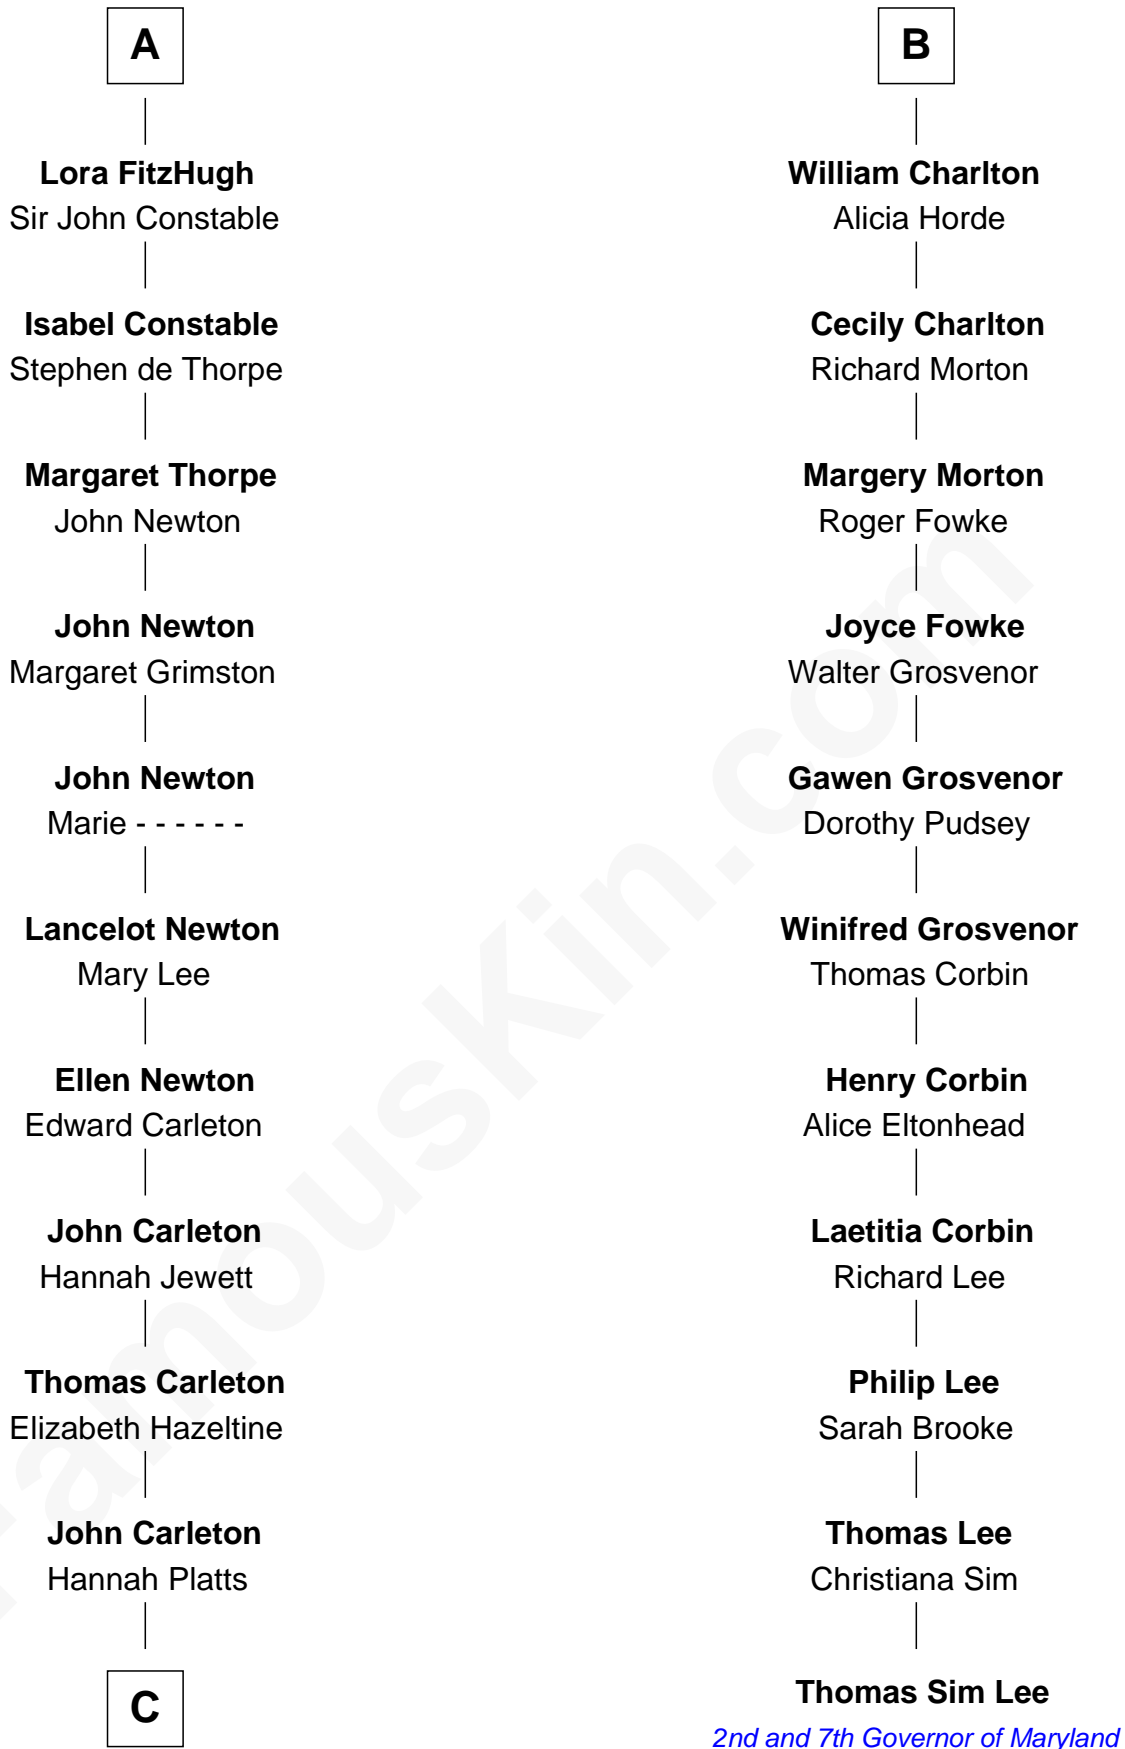 A
Lora FitzHugh
Sir John Constable
Isabel Constable
Stephen de Thorpe
Margaret Thorpe
John Newton
John Newton
Margaret Grimston
John Newton
Marie - - - - - -
Lancelot Newton
Mary Lee
Ellen Newton
Edward Carleton
John Carleton
Hannah Jewett
Thomas Carleton
Elizabeth Hazeltine
John Carleton
Hannah Platts
C
B
William Charlton
Alicia Horde
Cecily Charlton
Richard Morton
Margery Morton
Roger Fowke
Joyce Fowke
Walter Grosvenor
Gawen Grosvenor
Dorothy Pudsey
Winifred Grosvenor
Thomas Corbin
Henry Corbin
Alice Eltonhead
Laetitia Corbin
Richard Lee
Philip Lee
Sarah Brooke
Thomas Lee
Christiana Sim
Thomas Sim Lee
2nd and 7th Governor of Maryland
FamousKin.com